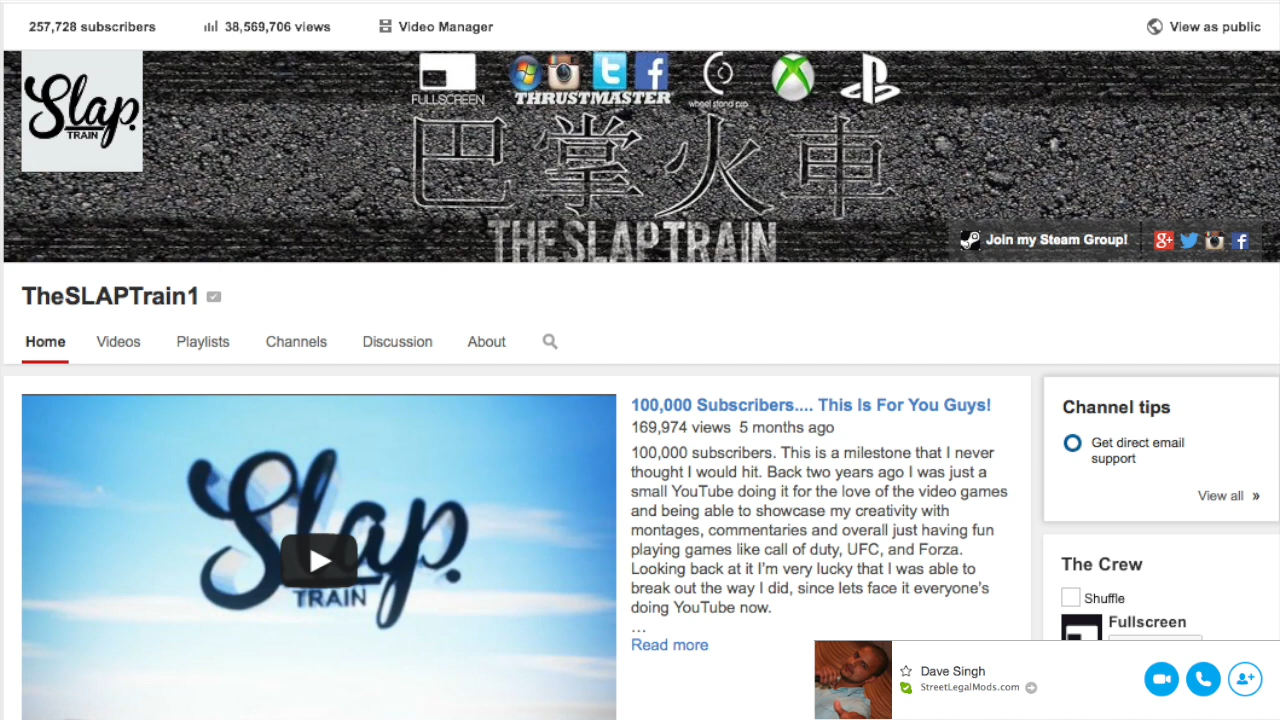 257,728 subscribers
38,569,706 views
Video Manager
View as public
Slap.
TRAIN
FULLSCREEN
THRUSTMASTER
wheel stand pro
巴掌火車
THESLAPTRAIN
Join my Steam Group!
TheSLAPTrain1
Home
Videos
Playlists
Channels
Discussion
About
Slap.
TRAIN
100,000 Subscribers.... This Is For You Guys!
169,974 views 5 months ago
100,000 subscribers. This is a milestone that I never
thought I would hit. Back two years ago I was just a
small YouTube doing it for the love of the video games
and being able to showcase my creativity with
montages, commentaries and overall just having fun
playing games like call of duty, UFC, and Forza.
Looking back at it I'm very lucky that I was able to
break out the way I did, since lets face it everyone's
doing YouTube now.
...
Read more
Channel tips
Get direct email
support
View all »
The Crew
Shuffle
Fullscreen
Dave Singh
StreetLegalMods.com